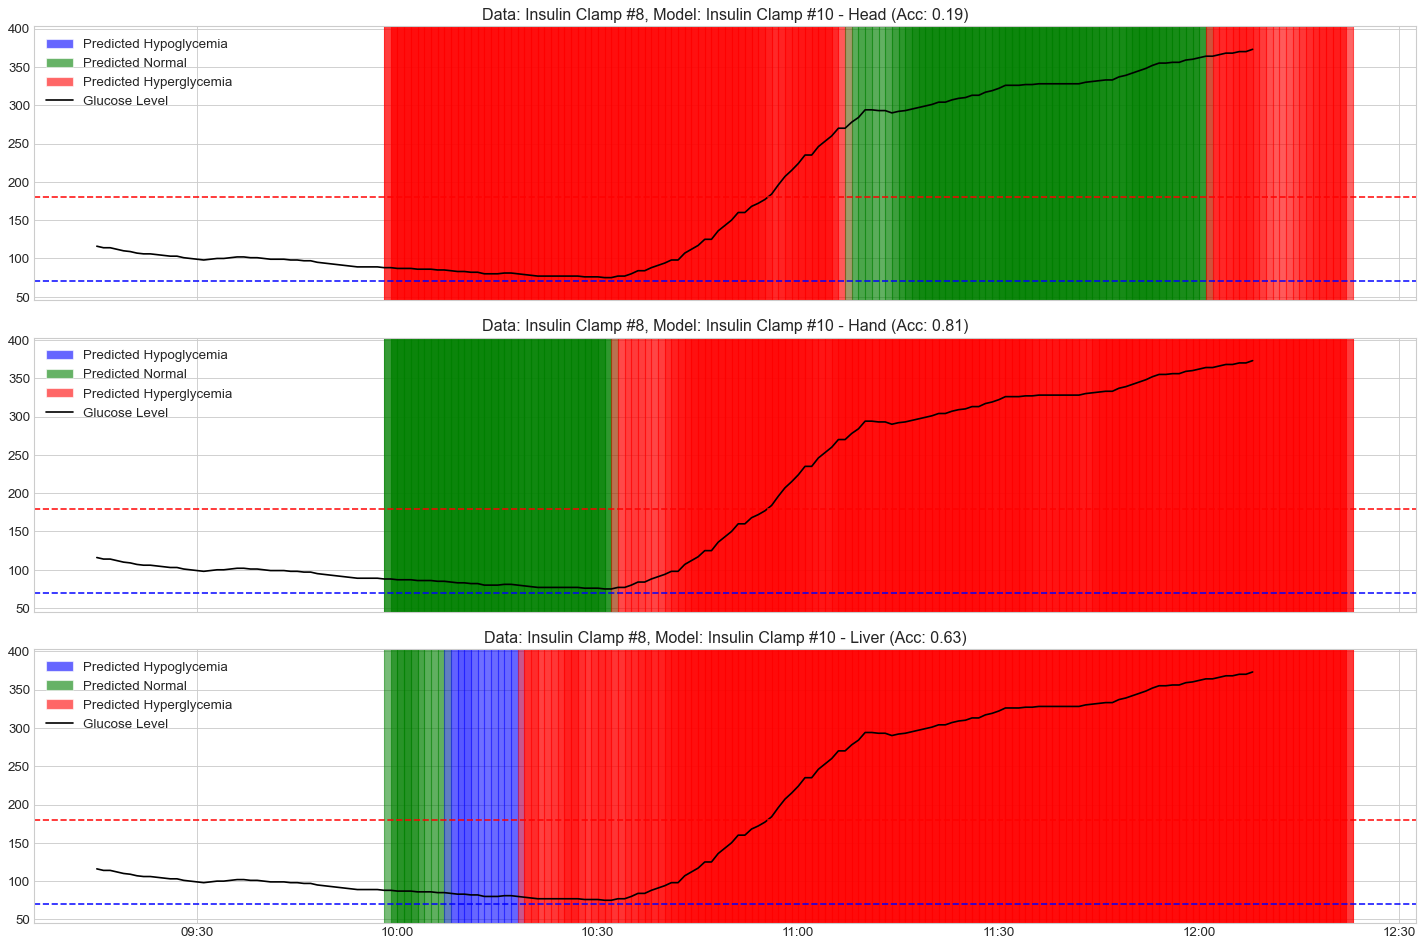 Data: Insulin Clamp #8, Model: Insulin Clamp #10 - Head (Acc: 0.19)
400
350
300
250
200
150
100
50
Predicted Hypoglycemia
Predicted Normal
Predicted Hyperglycemia
Glucose Level
Data: Insulin Clamp #8, Model: Insulin Clamp #10 - Hand (Acc: 0.81)
400
350
300
250
200
150
100
50
Predicted Hypoglycemia
Predicted Normal
Predicted Hyperglycemia
Glucose Level
Data: Insulin Clamp #8, Model: Insulin Clamp #10 - Liver (Acc: 0.63)
400
350
300
250
200
150
100
50
Predicted Hypoglycemia
Predicted Normal
Predicted Hyperglycemia
Glucose Level
09:30 10:00 10:30 11:00 11:30 12:00 12:30